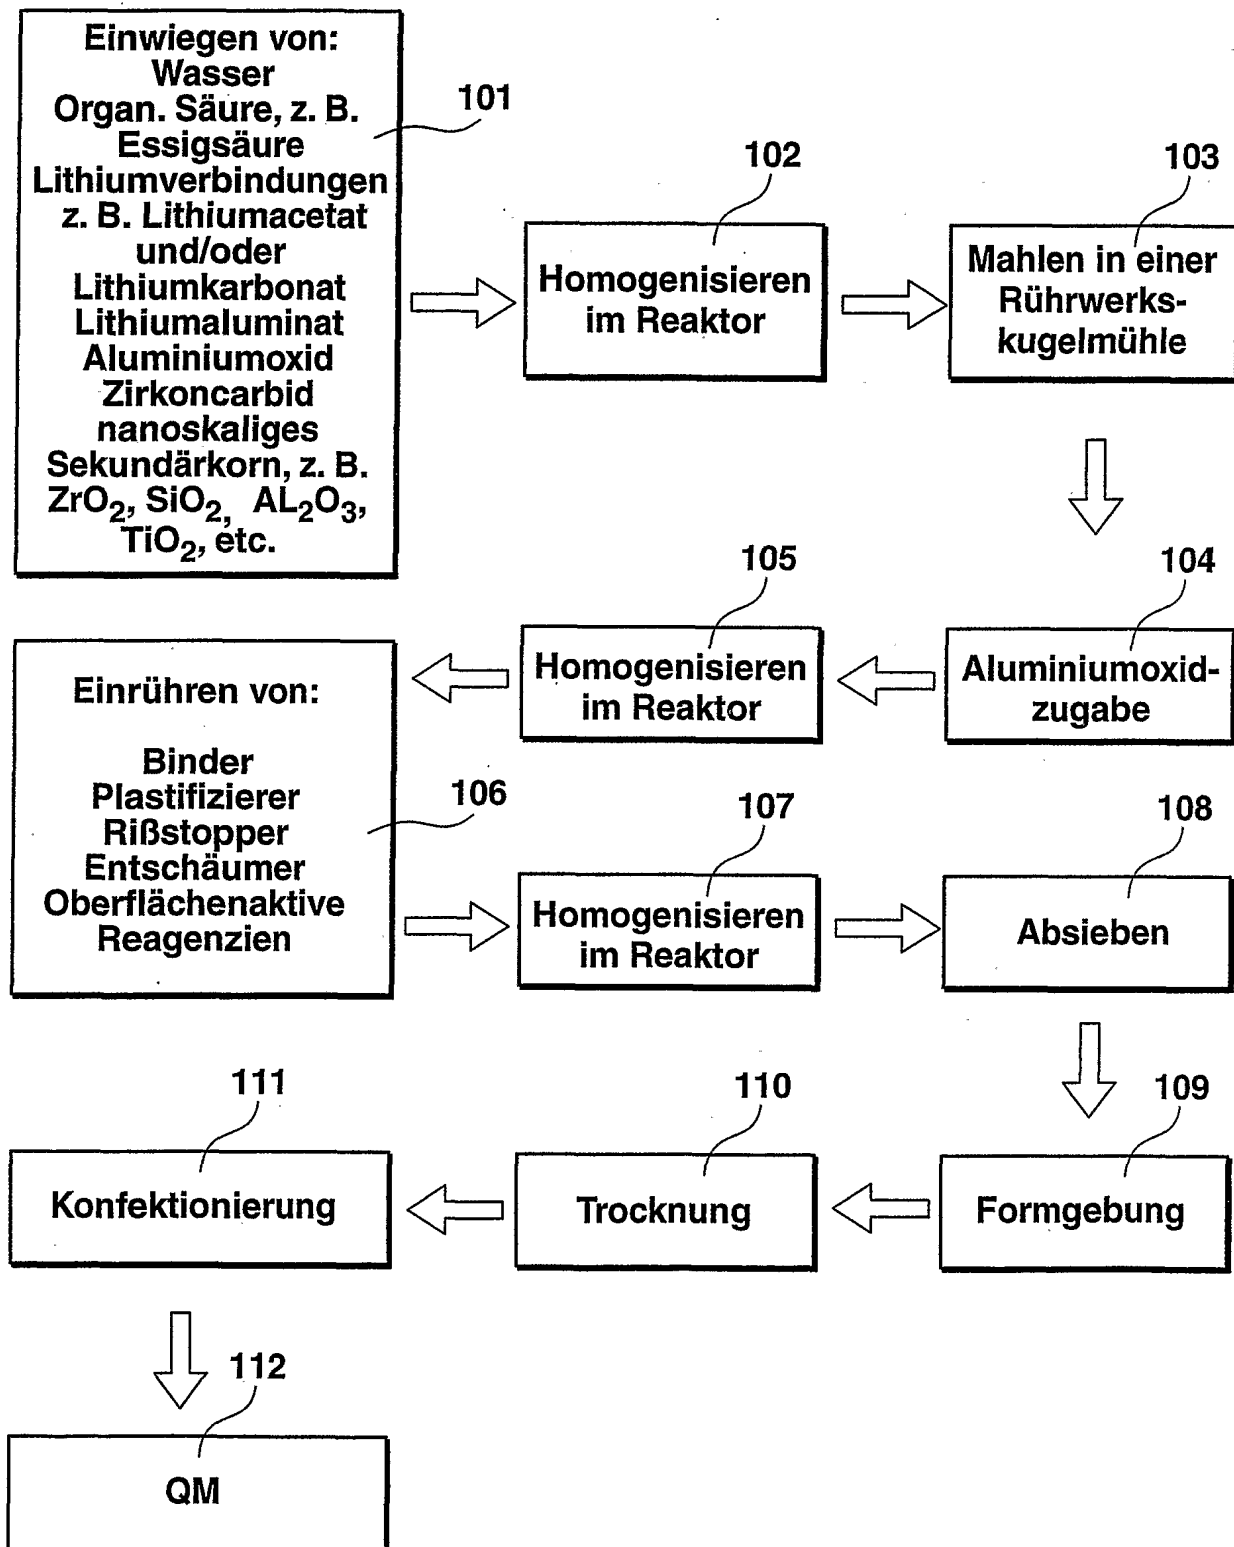 Einwiegen von:
Wasser
Organ. Säure, z. B.
Essigsäure
Lithiumverbindungen
z. B. Lithiumacetat
und/oder
Lithiumkarbonat
Lithiumaluminat
Aluminiumoxid
Zirkoncarbid
nanoskaliges
Sekundärkorn, z. B.
ZrO₂, SiO₂, AL₂O₃,
TiO₂, etc.
101
102
Homogenisieren
im Reaktor
103
Mahlen in einer
Rührwerks-
kugelmühle
104
Aluminiumoxid-
zugabe
105
Homogenisieren
im Reaktor
Einrühren von:
Binder
Plastifizierer
Rißstopper
Entschäumer
Oberflächenaktive
Reagenzien
106
107
Homogenisieren
im Reaktor
108
Absieben
109
Formgebung
110
Trocknung
111
Konfektionierung
112
QM